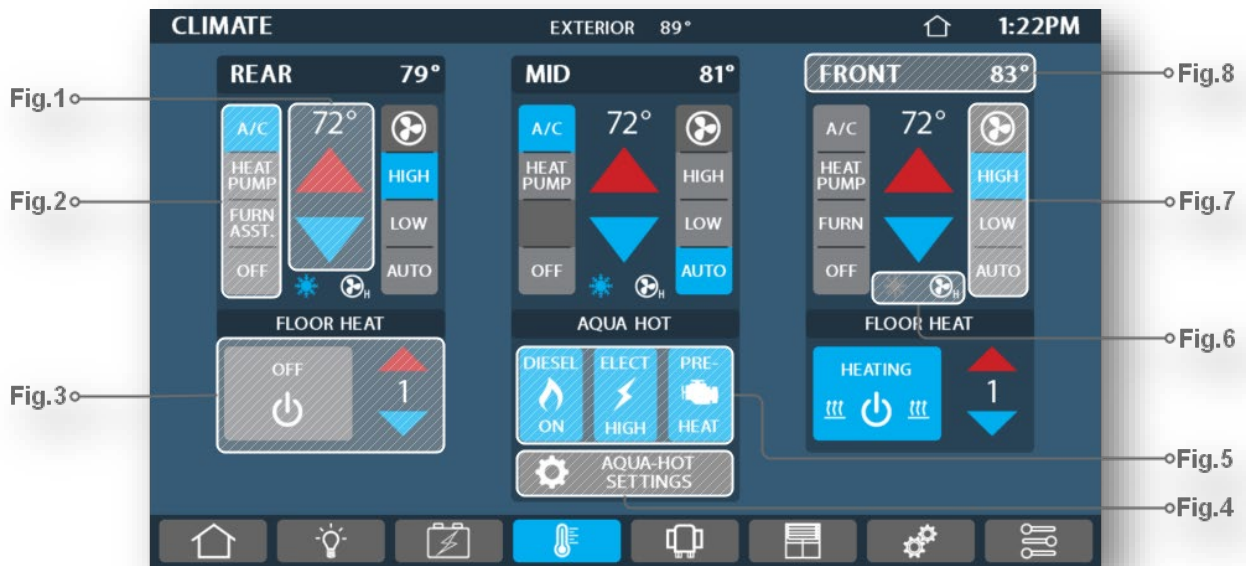 CLIMATE EXTERIOR 89° 1:22PM
REAR 79° MID 81° FRONT 83°
Fig.8
Fig.1
A/C 72° A/C 72° A/C 72°
HEAT PUMP HIGH HEAT PUMP HIGH HEAT PUMP HIGH
Fig.2
Fig.7
FURN ASST. LOW LOW FURN LOW
OFF AUTO OFF AUTO OFF AUTO
H H H
FLOOR HEAT AQUA HOT FLOOR HEAT
Fig.6
OFF DIESEL ELECT PRE- HEATING
Fig.3
1 1
ON HIGH HEAT
Fig.5
AQUA-HOT
SETTINGS
Fig.4